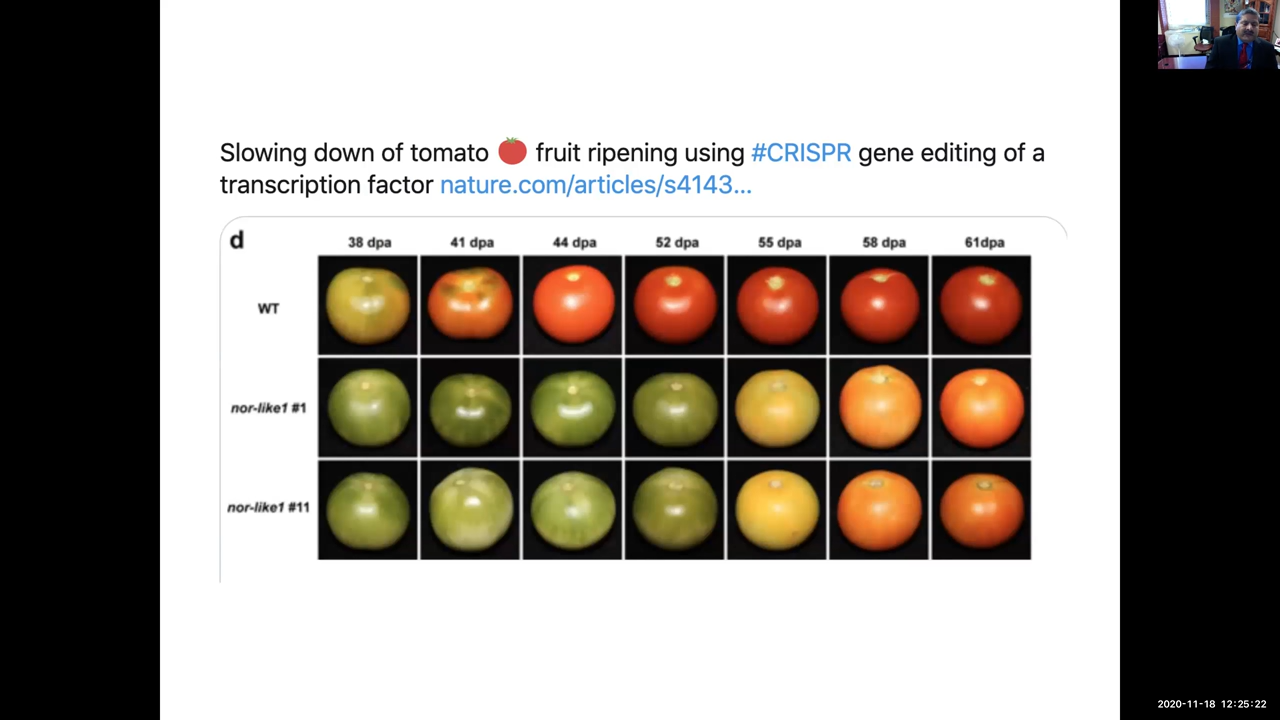 Slowing down of tomato 🍅 fruit ripening using #CRISPR gene editing of a
transcription factor nature.com/articles/s4143...
d
38 dpa 41 dpa 44 dpa 52 dpa 55 dpa 58 dpa 61dpa
WT
nor-like1 #1
nor-like1 #11
2020-11-18 12:25:22